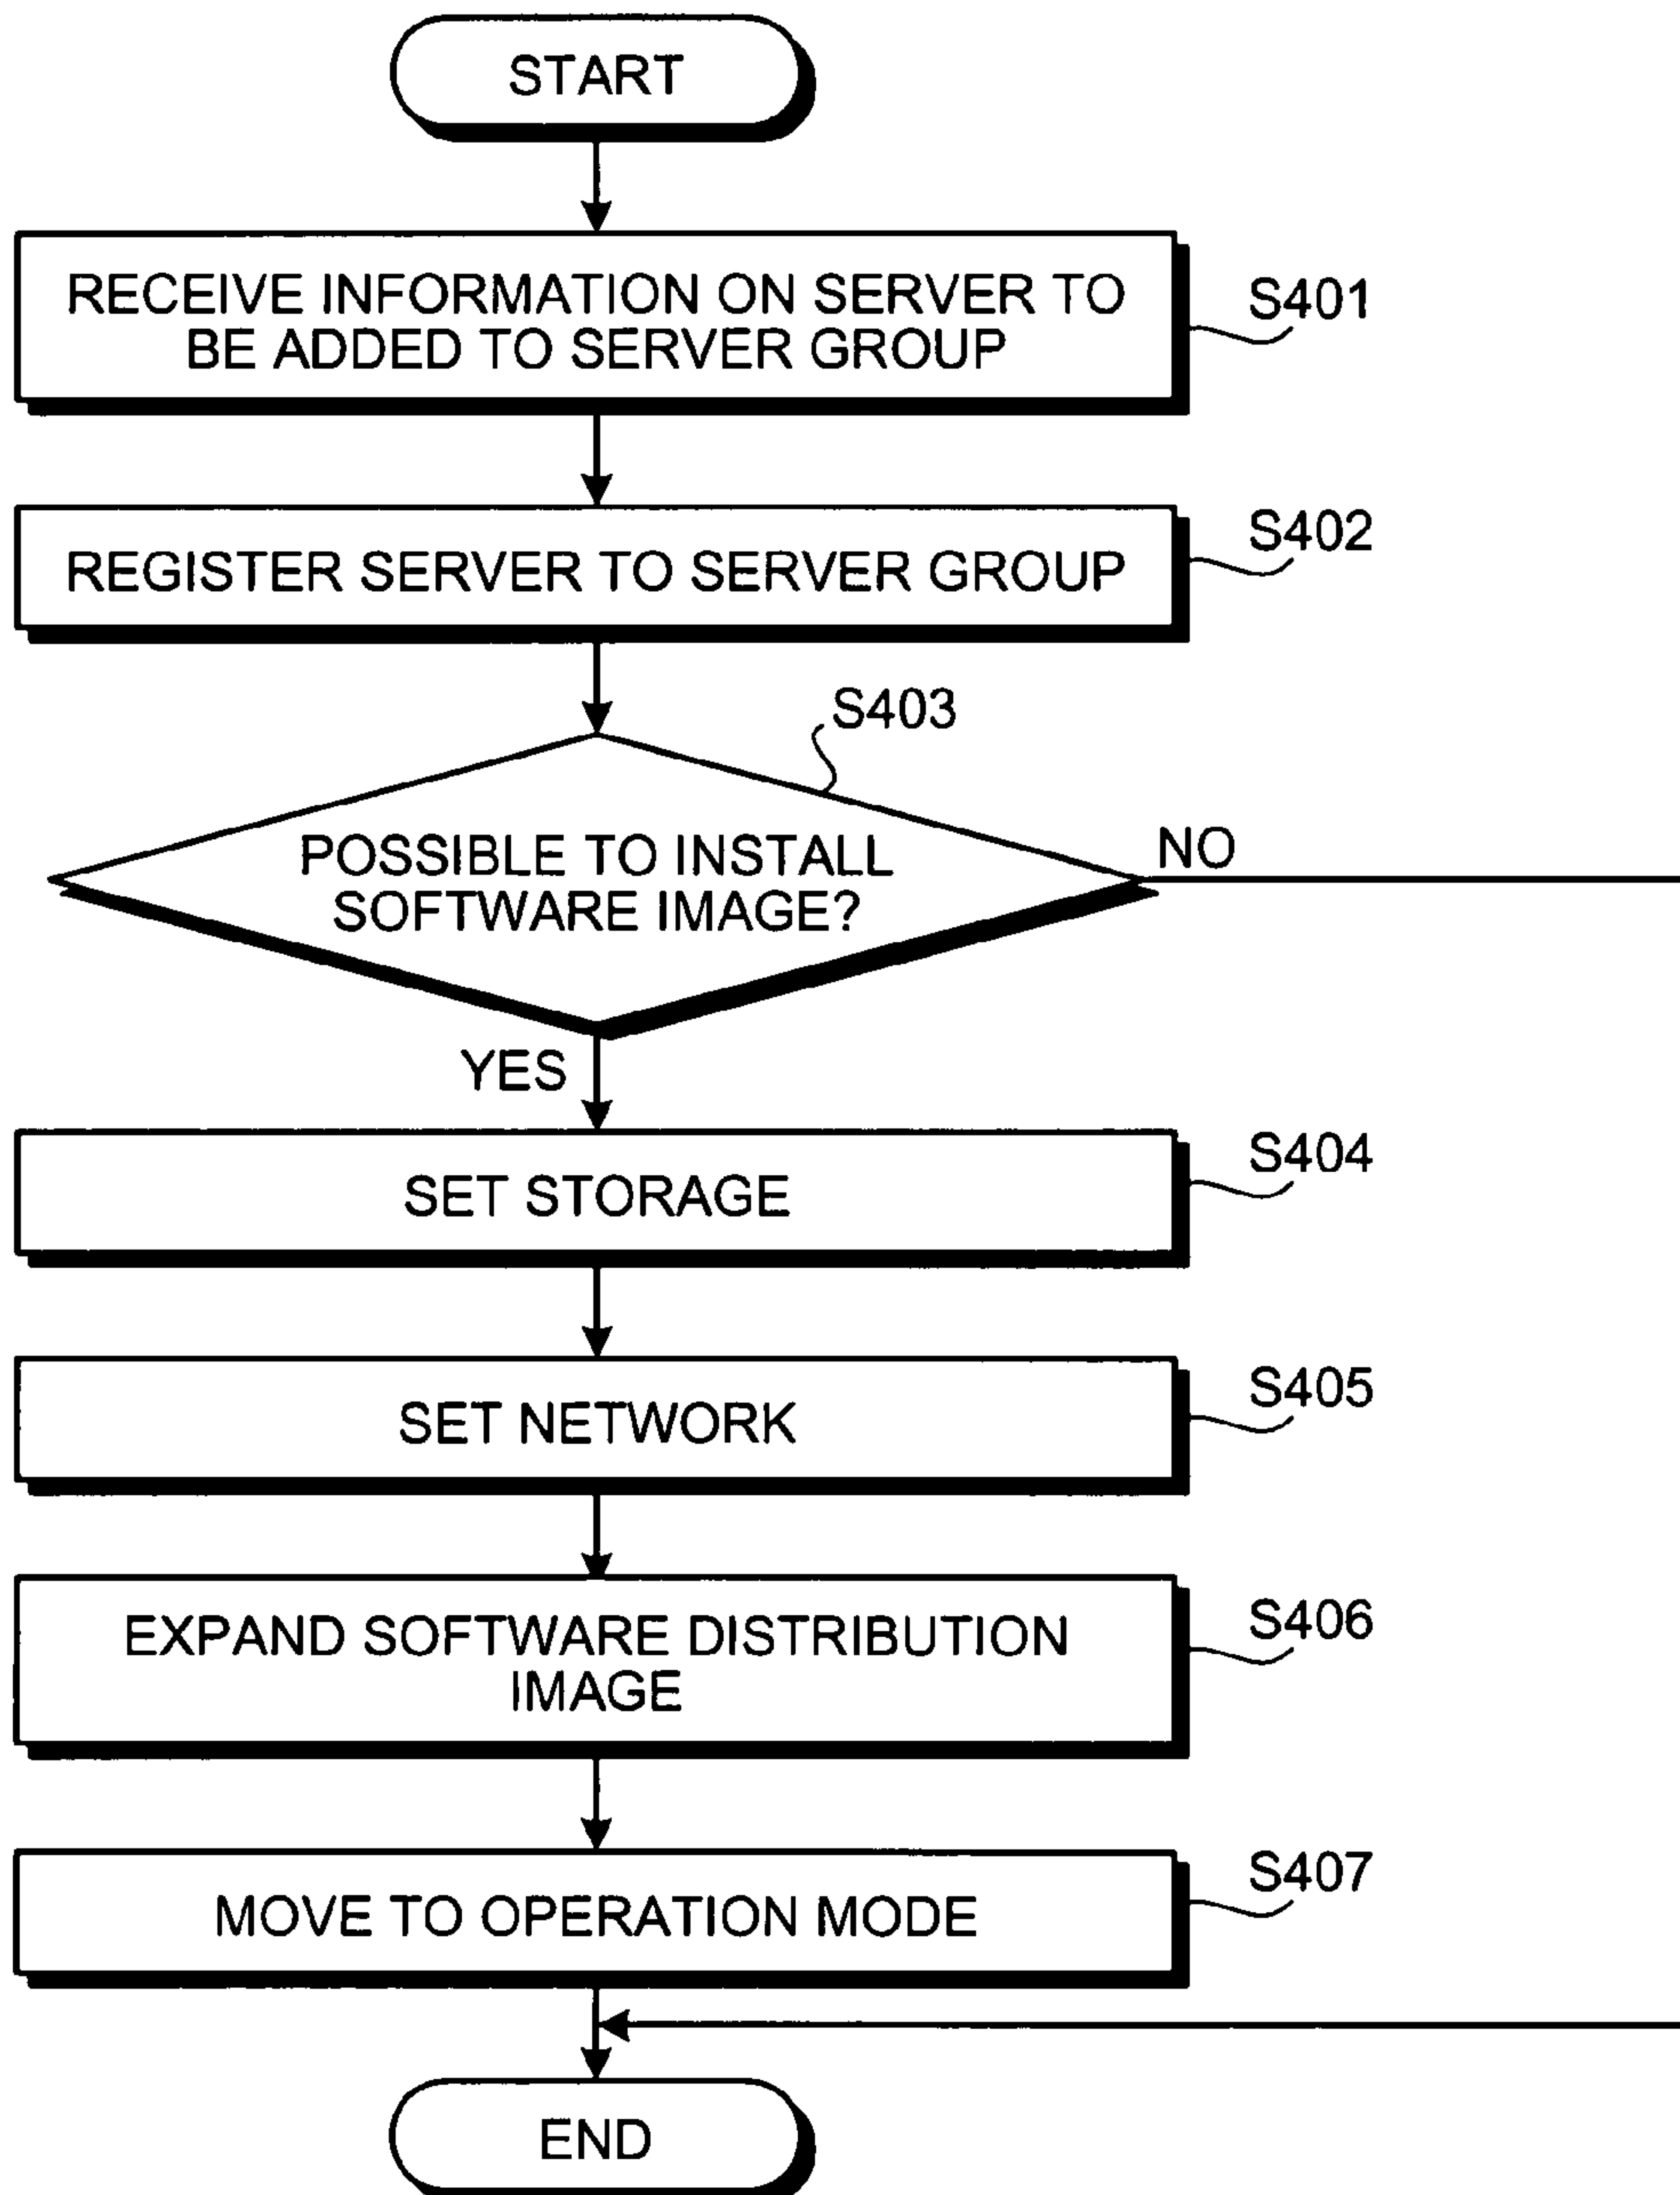 START
RECEIVE INFORMATION ON SERVER TO
BE ADDED TO SERVER GROUP
S401
REGISTER SERVER TO SERVER GROUP
S402
S403
POSSIBLE TO INSTALL
SOFTWARE IMAGE?
NO
YES
SET STORAGE
S404
SET NETWORK
S405
EXPAND SOFTWARE DISTRIBUTION
IMAGE
S406
MOVE TO OPERATION MODE
S407
END